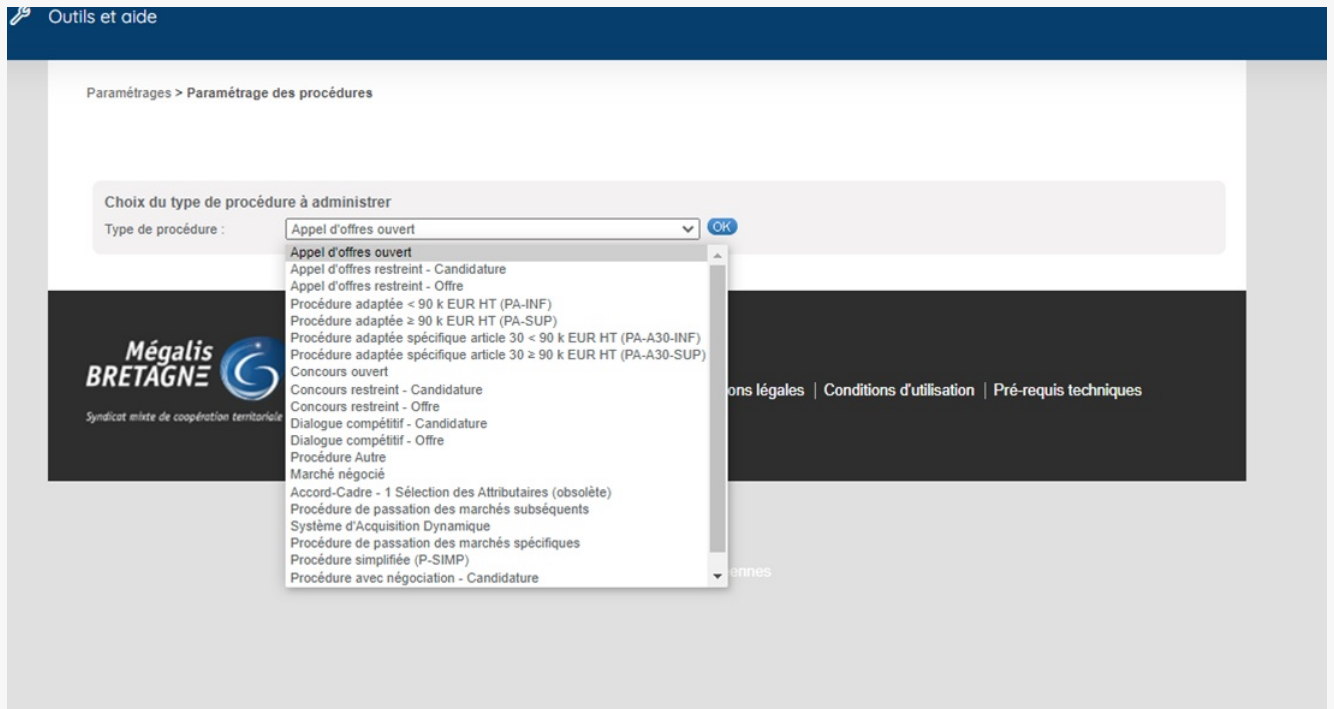 Outils et aide
Paramétrages > Paramétrage des procédures
Choix du type de procédure à administrer
Type de procédure : Appel d'offres ouvert OK
Appel d'offres ouvert
Appel d'offres restreint - Candidature
Appel d'offres restreint - Offre
Procédure adaptée < 90 k EUR HT (PA-INF)
Procédure adaptée ≥ 90 k EUR HT (PA-SUP)
Procédure adaptée spécifique article 30 < 90 k EUR HT (PA-A30-INF)
Procédure adaptée spécifique article 30 ≥ 90 k EUR HT (PA-A30-SUP)
Concours ouvert
Concours restreint - Candidature
Concours restreint - Offre
Dialogue compétitif - Candidature
Dialogue compétitif - Offre
Procédure Autre
Marché négocié
Accord-Cadre - 1 Sélection des Attributaires (obsolète)
Procédure de passation des marchés subséquents
Système d'Acquisition Dynamique
Procédure de passation des marchés spécifiques
Procédure simplifiée (P-SIMP)
Procédure avec négociation - Candidature
Mégalis
BRETAGNE
Syndicat mixte de coopération territoriale
ons légales | Conditions d'utilisation | Pré-requis techniques
ennes